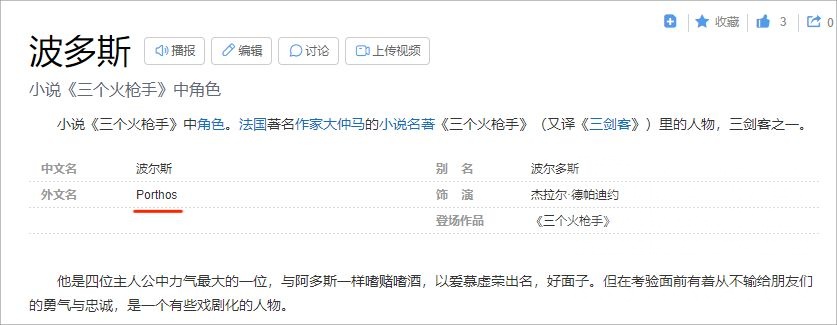 收藏 3 0
波多斯 播报 编辑 讨论 上传视频
小说《三个火枪手》中角色
小说《三个火枪手》中角色。法国著名作家大仲马的小说名著《三个火枪手》（又译《三剑客》）里的人物，三剑客之一。
中文名 波尔斯 别 名 波尔多斯
外文名 Porthos 饰 演 杰拉尔·德帕迪约
登场作品 《三个火枪手》
他是四位主人公中力气最大的一位，与阿多斯一样嗜赌嗜酒，以爱慕虚荣出名，好面子。但在考验面前有着从不输给朋友们
的勇气与忠诚，是一个有些戏剧化的人物。